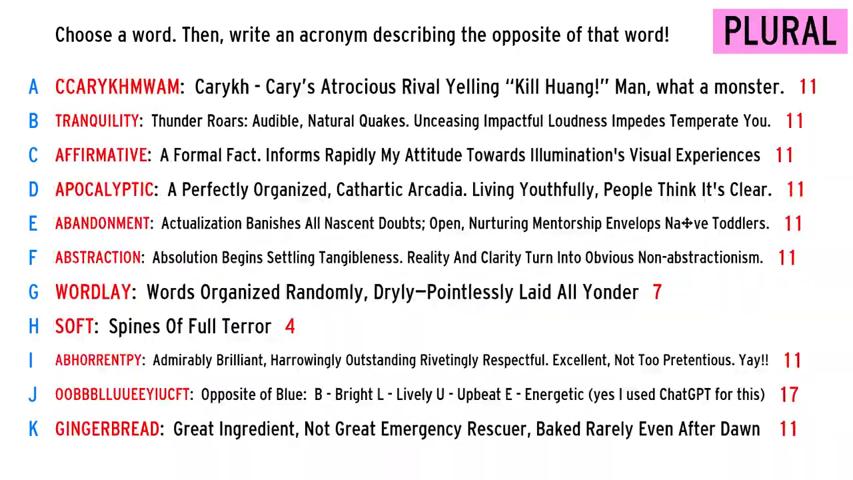 Choose a word. Then, write an acronym describing the opposite of that word!
PLURAL
A CCARYKHMWAM: Carykh - Cary's Atrocious Rival Yelling "Kill Huang!" Man, what a monster. 11
B TRANQUILITY: Thunder Roars: Audible, Natural Quakes. Unceasing Impactful Loudness Impedes Temperate You. 11
C AFFIRMATIVE: A Formal Fact. Informs Rapidly My Attitude Towards Illumination's Visual Experiences 11
D APOCALYPTIC: A Perfectly Organized, Cathartic Arcadia. Living Youthfully, People Think It's Clear. 11
E ABANDONMENT: Actualization Banishes All Nascent Doubts; Open, Nurturing Mentorship Envelops Na✣ve Toddlers. 11
F ABSTRACTION: Absolution Begins Settling Tangibleness. Reality And Clarity Turn Into Obvious Non-abstractionism. 11
G WORDLAY: Words Organized Randomly, Dryly—Pointlessly Laid All Yonder 7
H SOFT: Spines Of Full Terror 4
I ABHORRENTPY: Admirably Brilliant, Harrowingly Outstanding Rivetingly Respectful. Excellent, Not Too Pretentious. Yay!! 11
J OOBBBLLUUEEYIUCFT: Opposite of Blue: B - Bright L - Lively U - Upbeat E - Energetic (yes I used ChatGPT for this) 17
K GINGERBREAD: Great Ingredient, Not Great Emergency Rescuer, Baked Rarely Even After Dawn 11